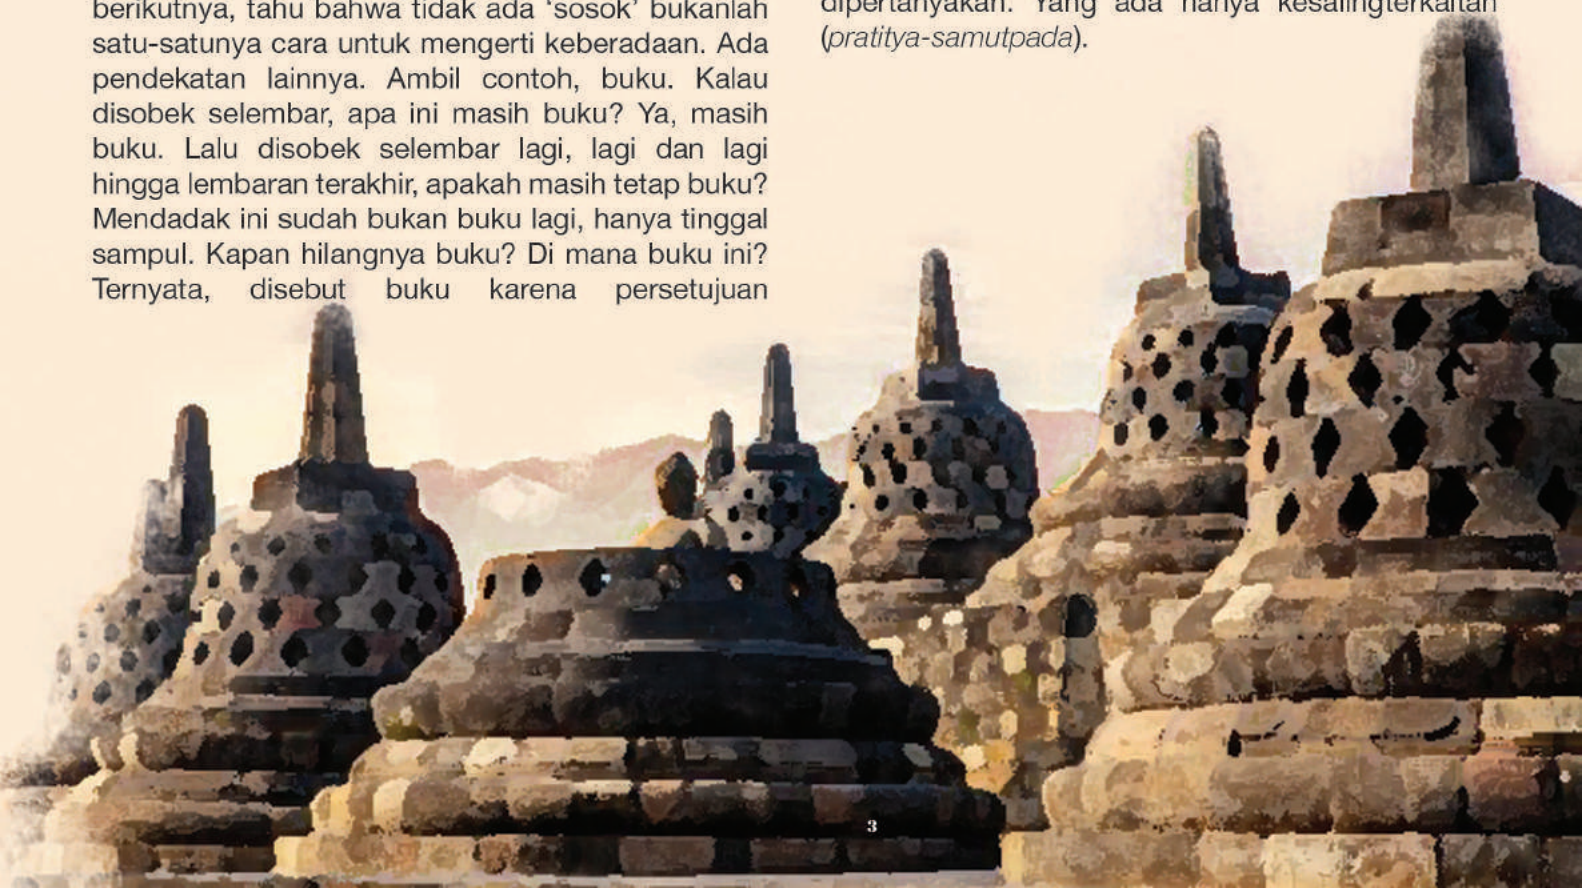 berikutnya, tahu bahwa tidak ada ‘sosok’ bukanlah
satu-satunya cara untuk mengerti keberadaan. Ada
pendekatan lainnya. Ambil contoh, buku. Kalau
disobek selembar, apa ini masih buku? Ya, masih
buku. Lalu disobek selembar lagi, lagi dan lagi
hingga lembaran terakhir, apakah masih tetap buku?
Mendadak ini sudah bukan buku lagi, hanya tinggal
sampul. Kapan hilangnya buku? Di mana buku ini?
Ternyata, disebut buku karena persetujuan
dipertanyakan. Yang ada hanya kesalingterkaitan
(pratitya-samutpada).
3